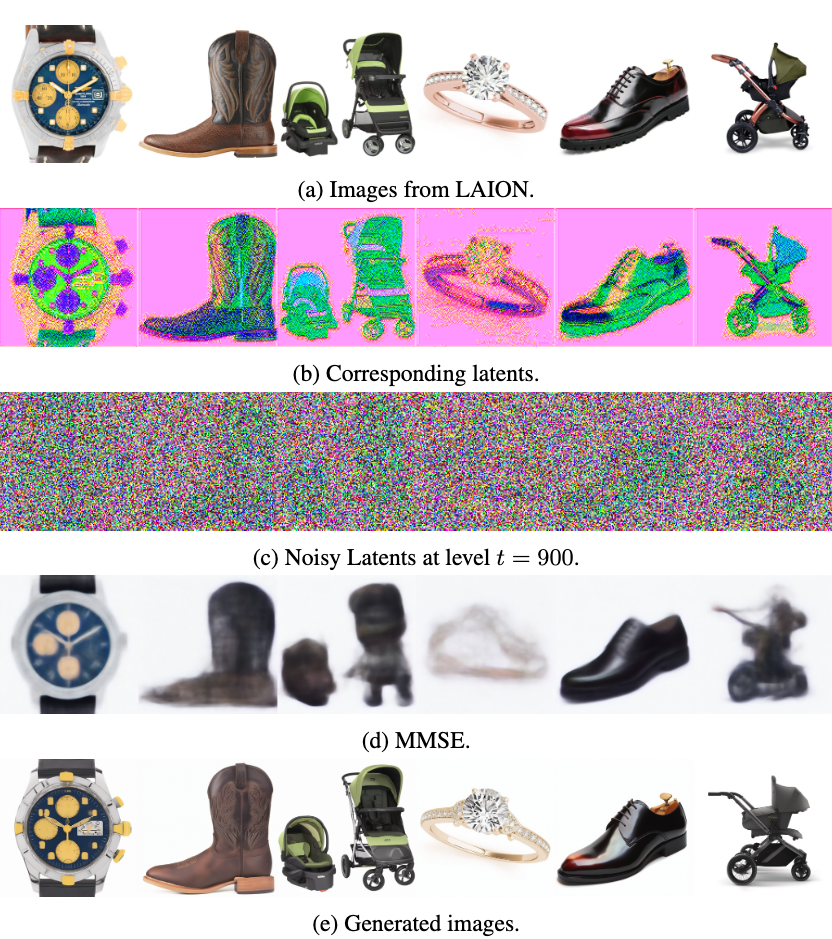 (a) Images from LAION.
(b) Corresponding latents.
(c) Noisy Latents at level t = 900.
(d) MMSE.
(e) Generated images.